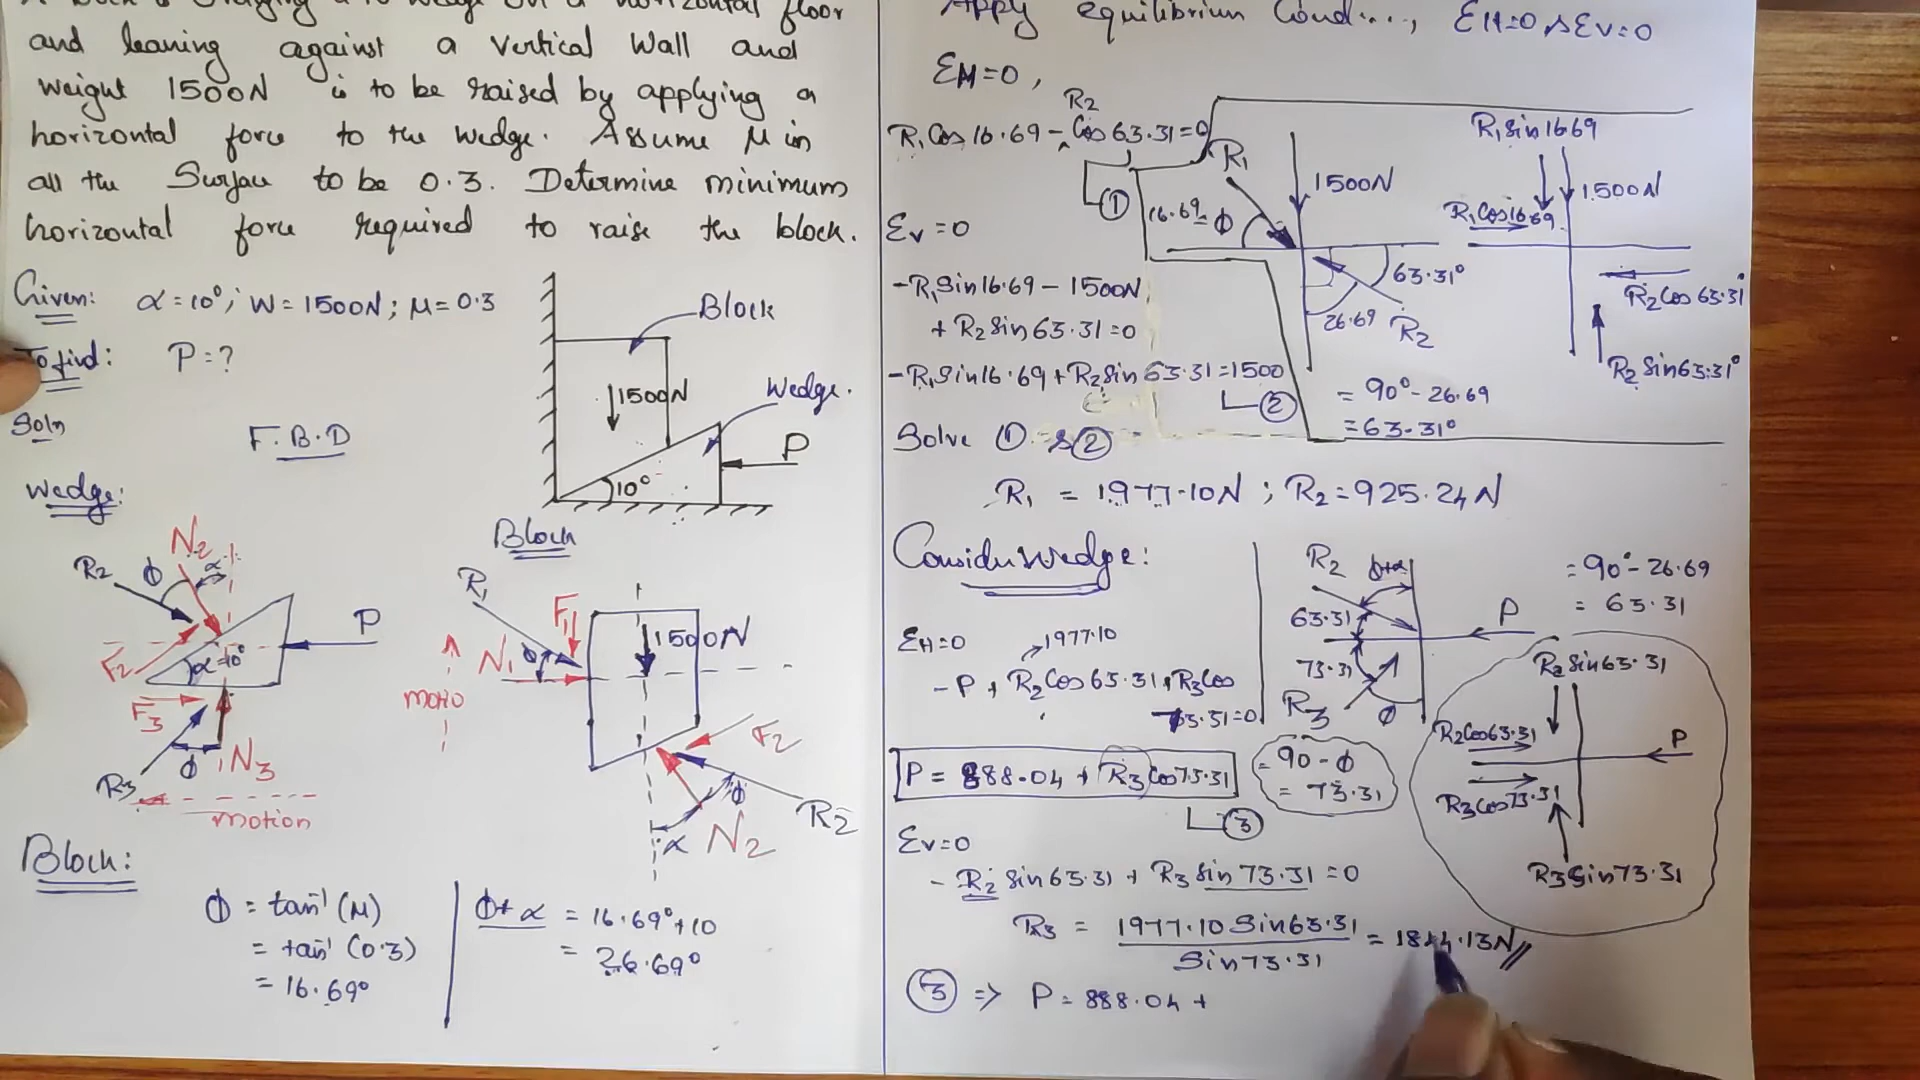 and leaning against a Vertical Wall and
weight 1500N is to be raised by applying a
horizontal force to the wedge. Assume μ in
all the Surface to be 0.3. Determine minimum
horizontal force required to raise the block.
Given: α = 10°; W = 1500N; μ = 0.3
To find: P = ?
Soln
F.B.D
Block
1500N
Wedge.
P
10°
Wedge:
N2
R2
φ
α
P
F2
α=10°
F3
φ
N3
R3
motion
Block
R1
F1
1500N
N1
φ
F2
φ
R2
α
N2
Block:
φ = tan⁻¹(μ)
= tan⁻¹(0.3)
= 16.69°
φ+α = 16.69°+10
= 26.69°
Apply equilibrium Cond...., ΣH=0 & ΣV=0
ΣH=0,
R1 Cos 16.69 – R2 Cos 63.31=0
1
R1
1500N
16.69 = φ
63.31°
26.69
R2
= 90° - 26.69
= 63.31°
R1 Sin 16.69
1500N
R1 Cos 16.69
R2 Cos 63.31
R2 Sin 63.31°
ΣV =0
-R1 Sin 16.69 – 1500N
+ R2 Sin 63.31 = 0
-R1 Sin 16.69 + R2 Sin 63.31 = 1500
2
Solve 1 & 2
R1 = 1977.10N ; R2 = 925.24N
Consider wedge:
R2
φ+α
= 90° - 26.69
= 63.31
63.31
P
73.31
R3
φ
ΣH=0
1977.10
-P + R2 Cos 63.31 + R3 Cos
73.31=0
R2 Sin 63.31
R2 Cos 63.31
P
R3 Cos 73.31
R3 Sin 73.31
P = 888.04 + R3 Cos 73.31
3
= 90 - φ
= 73.31
ΣV=0
- R2 Sin 63.31 + R3 Sin 73.31 = 0
R3 = 1977.10 Sin 63.31
Sin 73.31
3 => P = 888.04 +